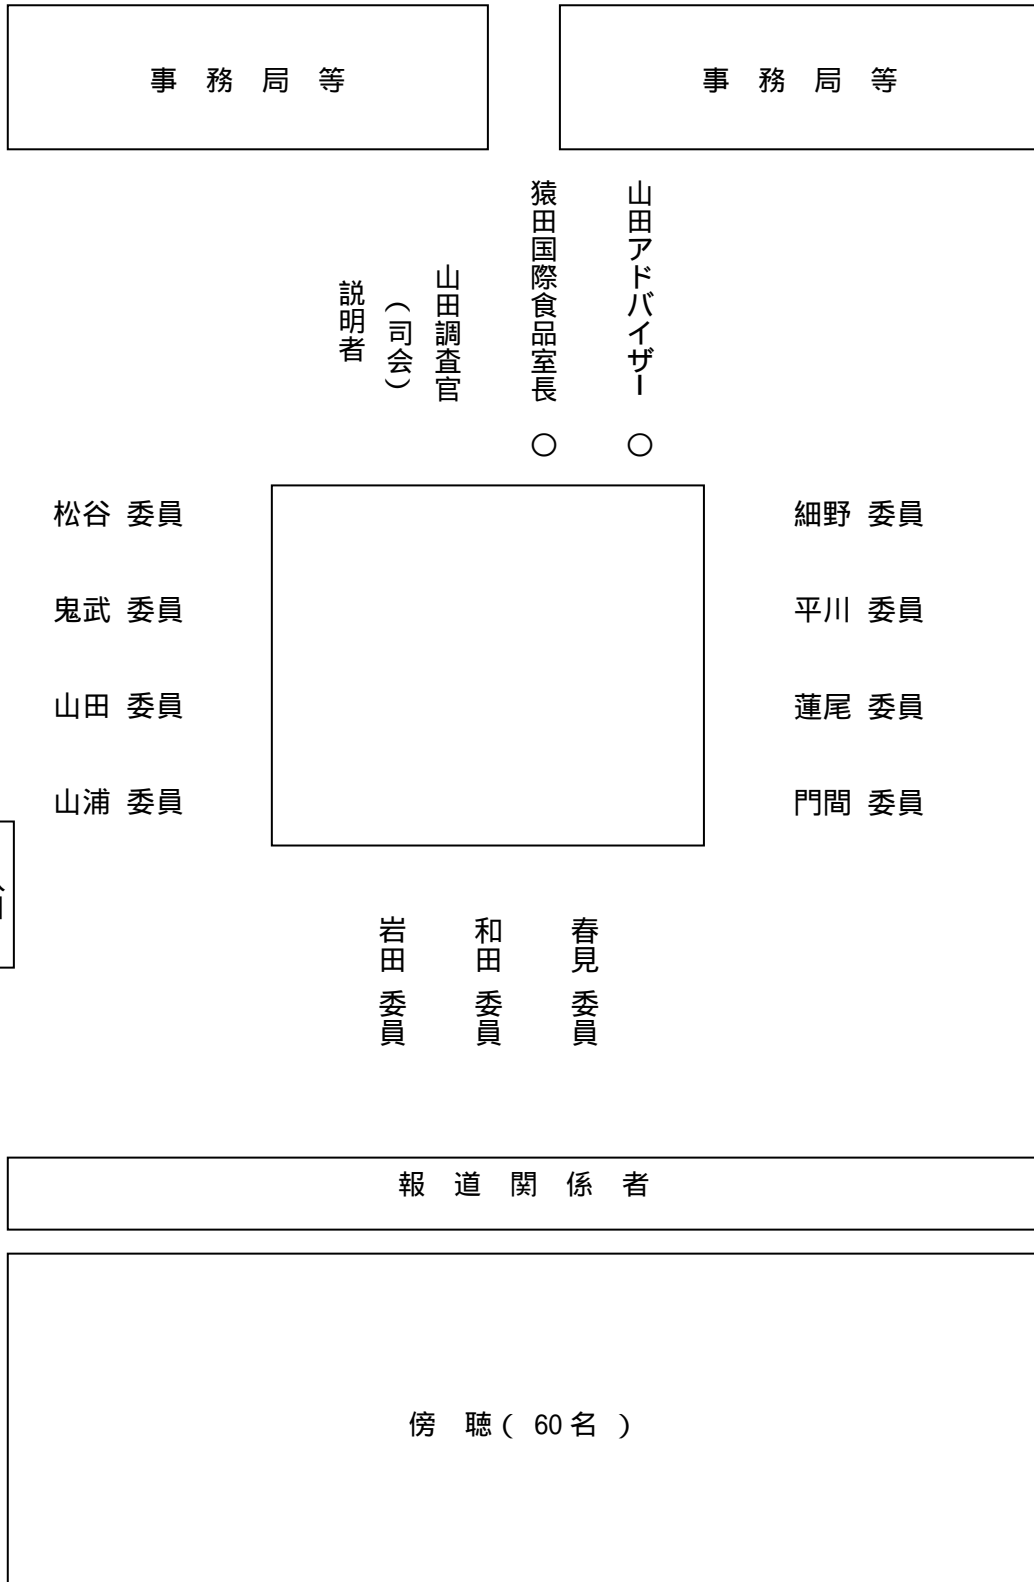 事 務 局 等
事 務 局 等
山田アドバイザー ○
猿田国際食品室長 ○
山田調査官
（司会）
説明者
松谷 委員
細野 委員
鬼武 委員
平川 委員
山田 委員
蓮尾 委員
山浦 委員
門間 委員
春見 委員
和田 委員
岩田 委員
報 道 関 係 者
傍 聴（ 60名 ）